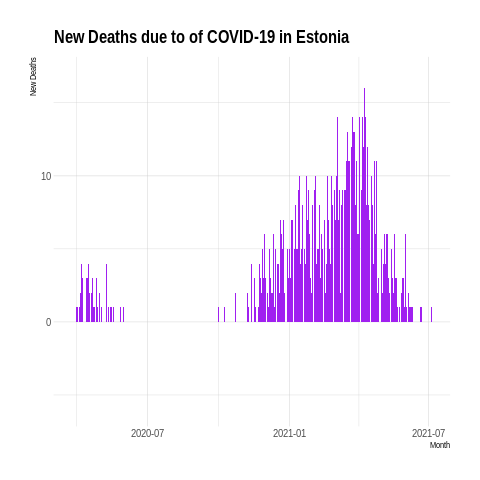 New Deaths due to of COVID-19 in Estonia
New Deaths
10
0
2020-07
2021-01
2021-07
Month